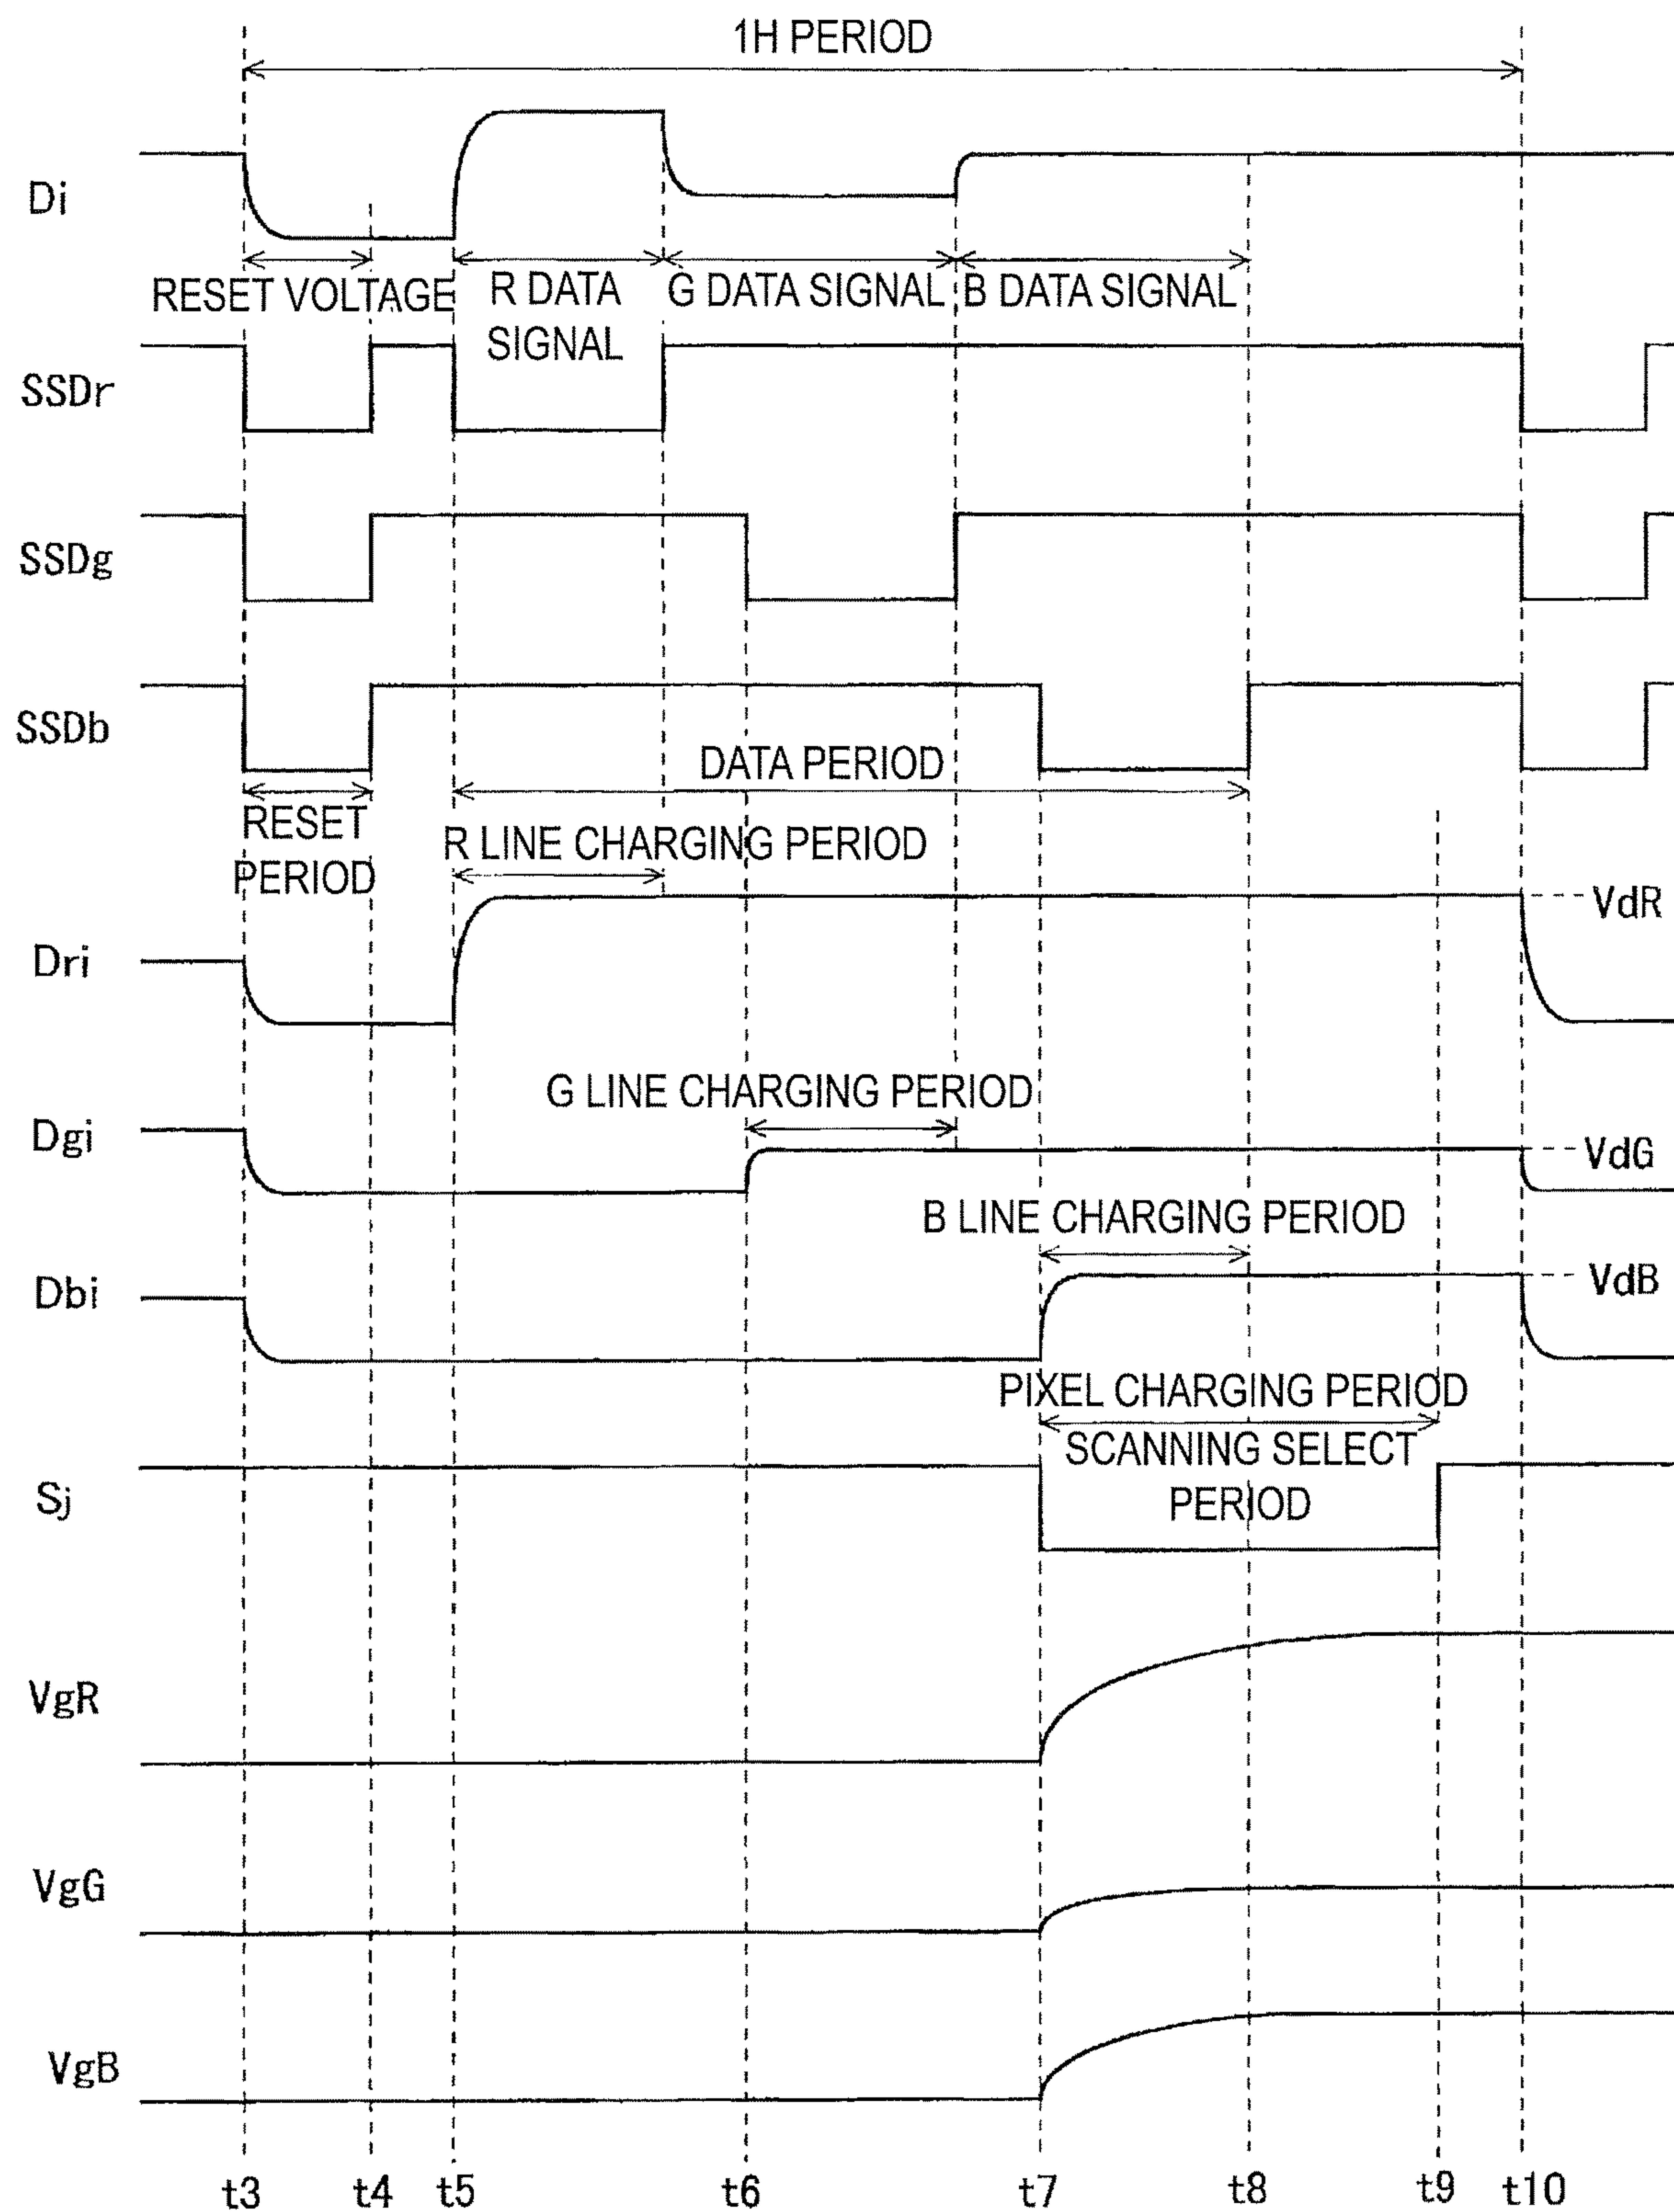 1H PERIOD
Di
RESET VOLTAGE
R DATA
SIGNAL
G DATA SIGNAL
B DATA SIGNAL
SSDr
SSDg
SSDb
DATA PERIOD
RESET
PERIOD
R LINE CHARGING PERIOD
VdR
Dri
G LINE CHARGING PERIOD
Dgi
VdG
B LINE CHARGING PERIOD
Dbi
VdB
PIXEL CHARGING PERIOD
SCANNING SELECT
PERIOD
Sj
VgR
VgG
VgB
t3 t4 t5 t6 t7 t8 t9 t10